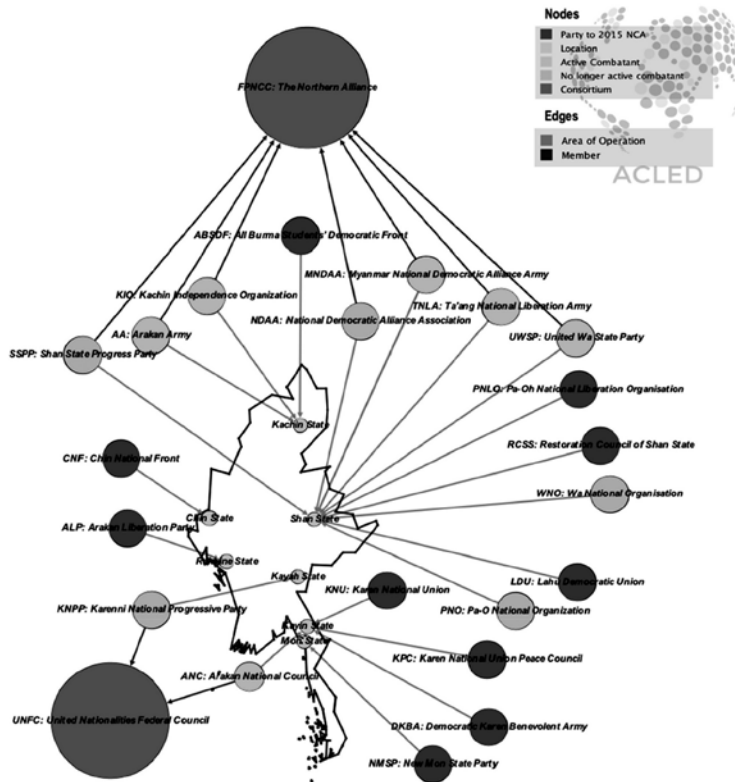 Nodes
Party to 2015 NCA
Location
Active Combatant
No longer active combatant
Consortium
Edges
Area of Operation
Member
ACLED
FPNCC: The Northern Alliance
ABSDF: All Burma Students' Democratic Front
MNDAA: Myanmar National Democratic Alliance Army
KIO: Kachin Independence Organization
TNLA: Ta'ang National Liberation Army
NDAA: National Democratic Alliance Association
AA: Arakan Army
UWSP: United Wa State Party
SSPP: Shan State Progress Party
PNLO: Pa-Oh National Liberation Organisation
Kachin State
RCSS: Restoration Council of Shan State
CNF: Chin National Front
WNO: Wa National Organisation
Chin State
Shan State
ALP: Arakan Liberation Party
Rakhine State
Kayah State
LDU: Lahu Democratic Union
KNU: Karen National Union
KNPP: Karenni National Progressive Party
PNO: Pa-O National Organization
Kayin State
Mon State
KPC: Karen National Union Peace Council
ANC: Arakan National Council
UNFC: United Nationalities Federal Council
DKBA: Democratic Karen Benevolent Army
NMSP: New Mon State Party